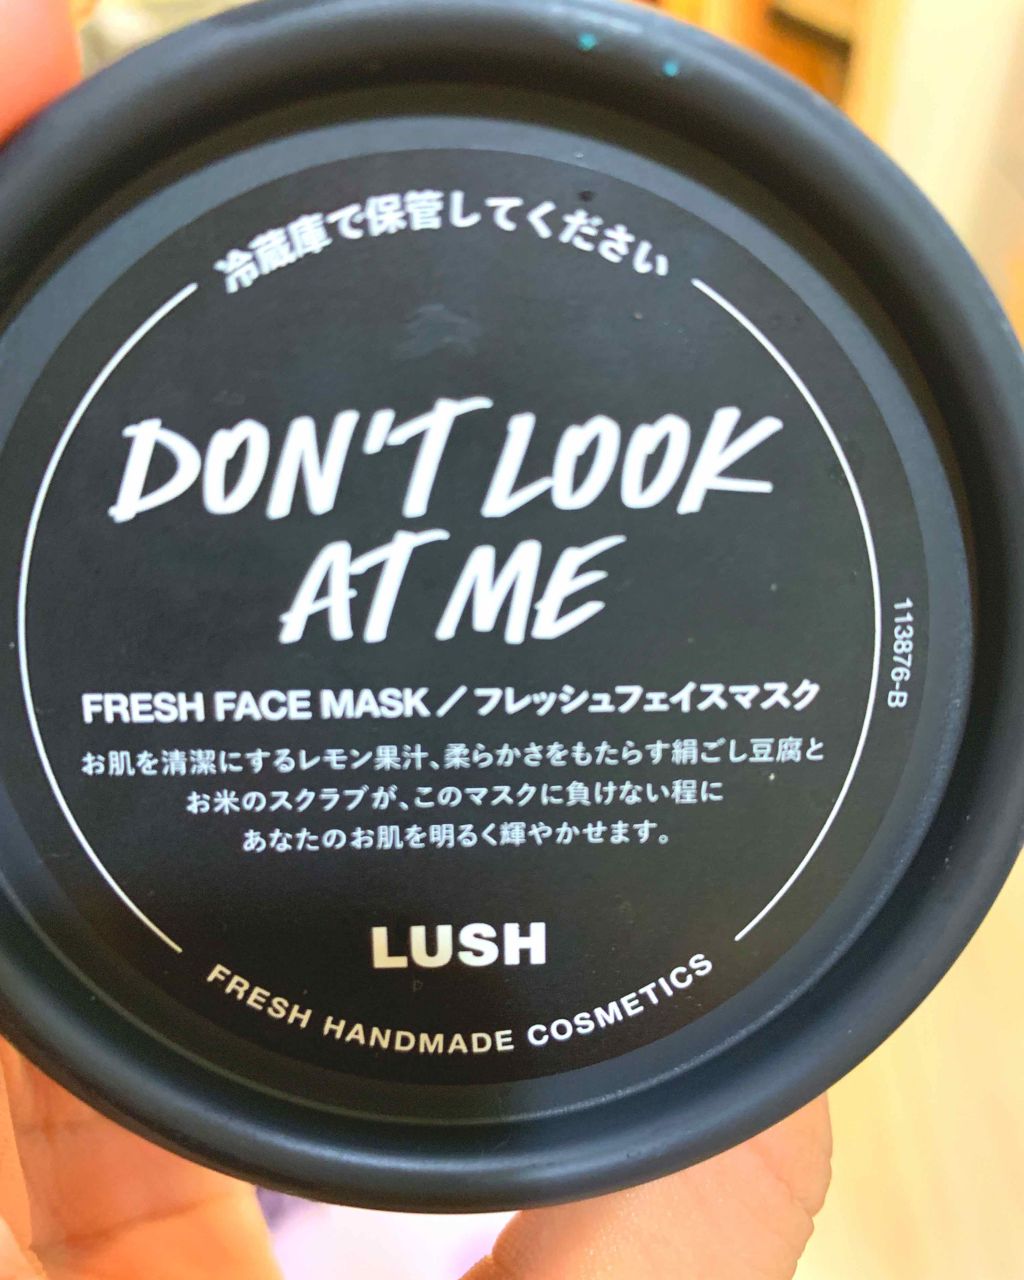 冷蔵庫で保管してください
DON'T LOOK
AT ME
FRESH FACE MASK／フレッシュフェイスマスク
お肌を清潔にするレモン果汁、柔らかさをもたらす絹ごし豆腐と
お米のスクラブが、このマスクに負けない程に
あなたのお肌を明るく輝やかせます。
LUSH
FRESH HANDMADE COSMETICS
113876-B